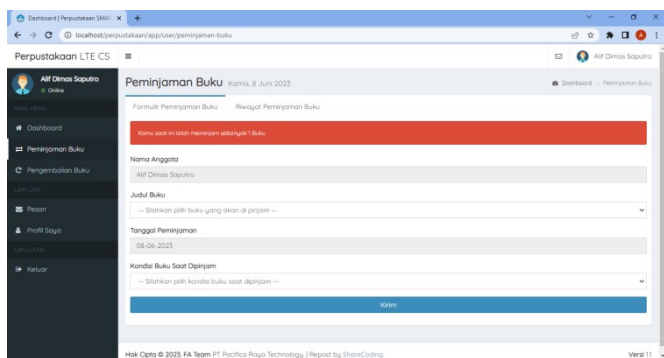 Dashboard | Perpustakaan SMA
localhost/perpustakaan/app/user/peminjaman-buku
Perpustakaan LTE CS
Alif Dimas Saputro
Alif Dimas Saputro
Online
Peminjaman Buku Kamis, 8 Juni 2023
Dashboard > Peminjaman Buku
MAIN MENU
Dashboard
Peminjaman Buku
Pengembalian Buku
LAIN LAIN
Pesan
Profil Saya
LANJUTAN
Keluar
Formulir Peminjaman Buku Riwayat Peminjaman Buku
Kamu saat ini telah meminjam sebanyak 1 Buku
Nama Anggota
Alif Dimas Saputro
Judul Buku
-- Silahkan pilih buku yang akan di pinjam --
Tanggal Peminjaman
08-06-2023
Kondisi Buku Saat Dipinjam
-- Silahkan pilih kondisi buku saat dipinjam --
Kirim
Hak Cipta © 2023. FA Team PT Pacifica Raya Technology. | Repost by ShareCoding.
Versi 1.1